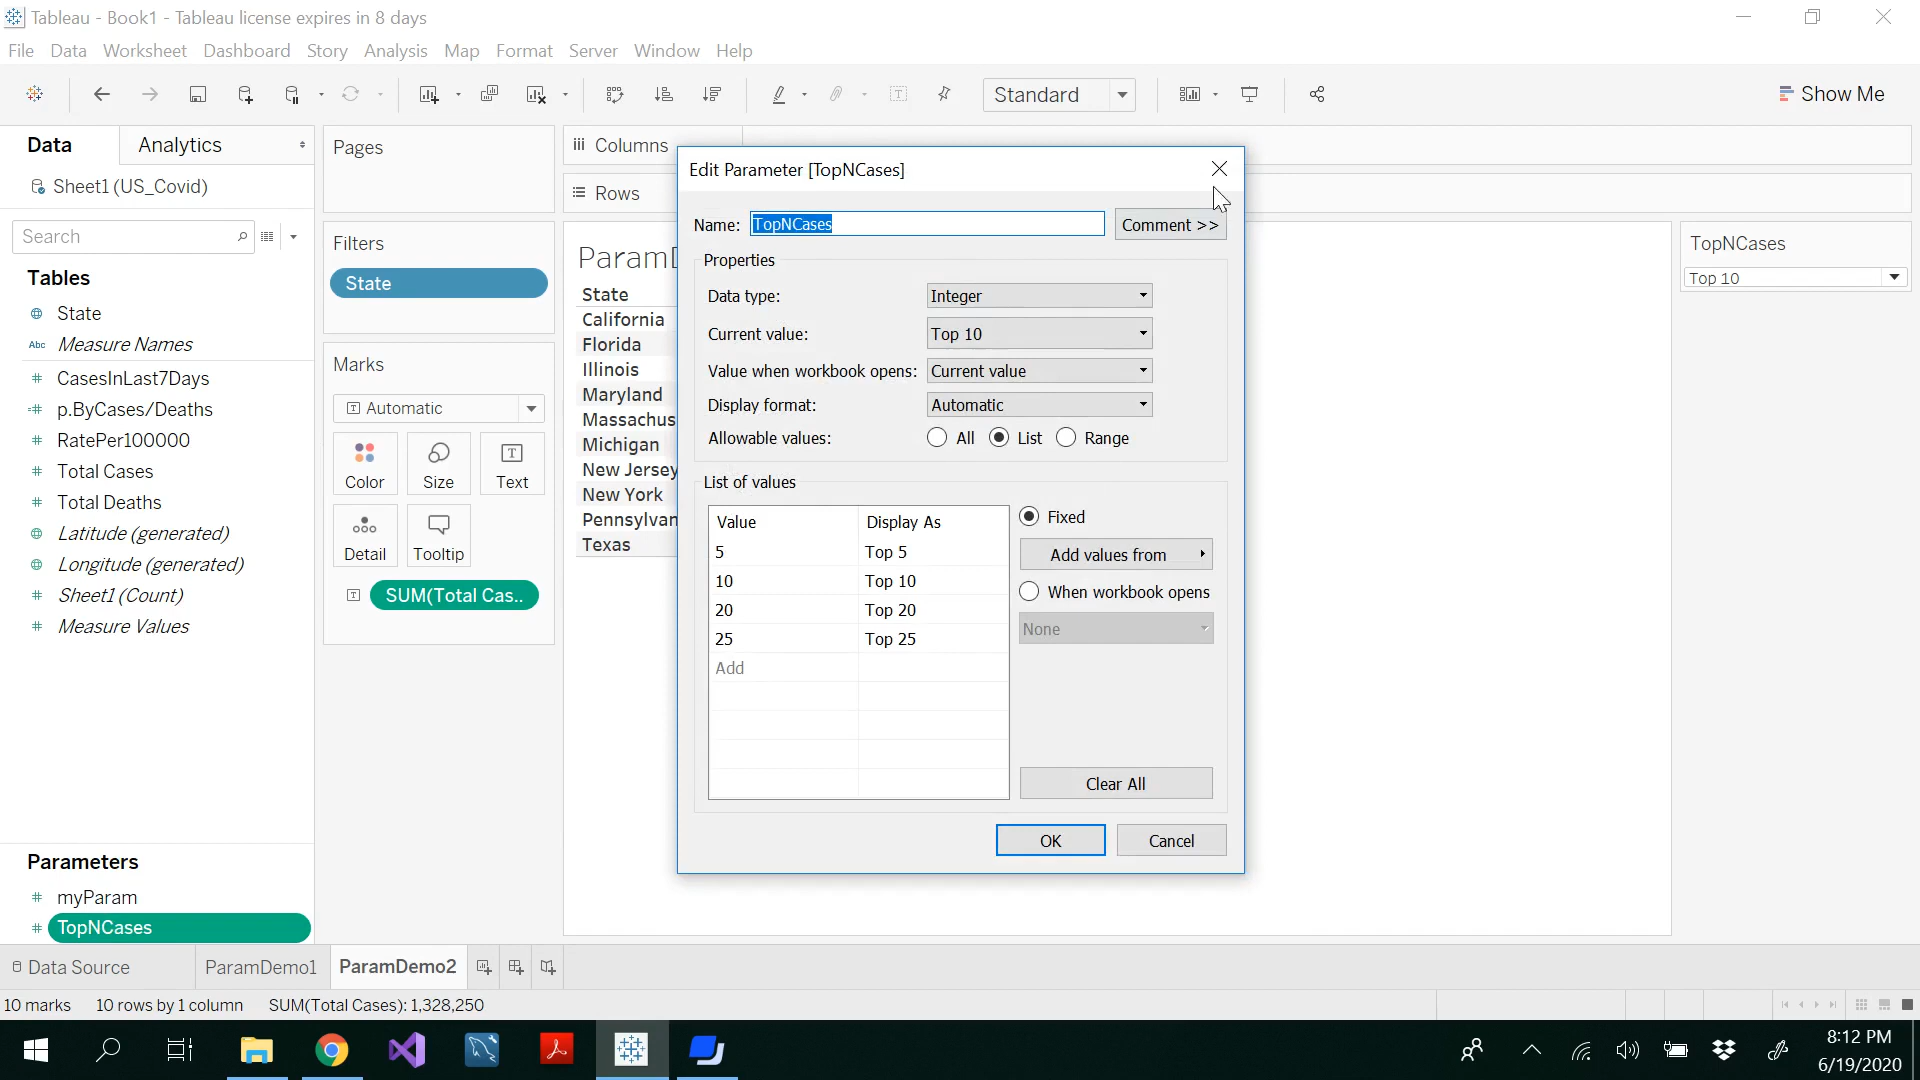 Tableau - Book1 - Tableau license expires in 8 days
File Data Worksheet Dashboard Story Analysis Map Format Server Window Help
Standard
Show Me
Data
Analytics
Sheet1 (US_Covid)
Search
Tables
State
Abc Measure Names
CasesInLast7Days
p.ByCases/Deaths
RatePer100000
Total Cases
Total Deaths
Latitude (generated)
Longitude (generated)
Sheet1 (Count)
Measure Values
Parameters
myParam
TopNCases
Pages
Filters
State
Marks
Automatic
Color
Size
Text
Detail
Tooltip
SUM(Total Cas..
Columns
Rows
ParamD
State
California
Florida
Illinois
Maryland
Massachus
Michigan
New Jersey
New York
Pennsylvan
Texas
Edit Parameter [TopNCases]
Name: TopNCases
Comment >>
Properties
Data type: Integer
Current value: Top 10
Value when workbook opens: Current value
Display format: Automatic
Allowable values: All List Range
List of values
Value Display As
5 Top 5
10 Top 10
20 Top 20
25 Top 25
Add
Fixed
Add values from
When workbook opens
None
Clear All
OK
Cancel
TopNCases
Top 10
Data Source
ParamDemo1
ParamDemo2
10 marks 10 rows by 1 column SUM(Total Cases): 1,328,250
8:12 PM
6/19/2020